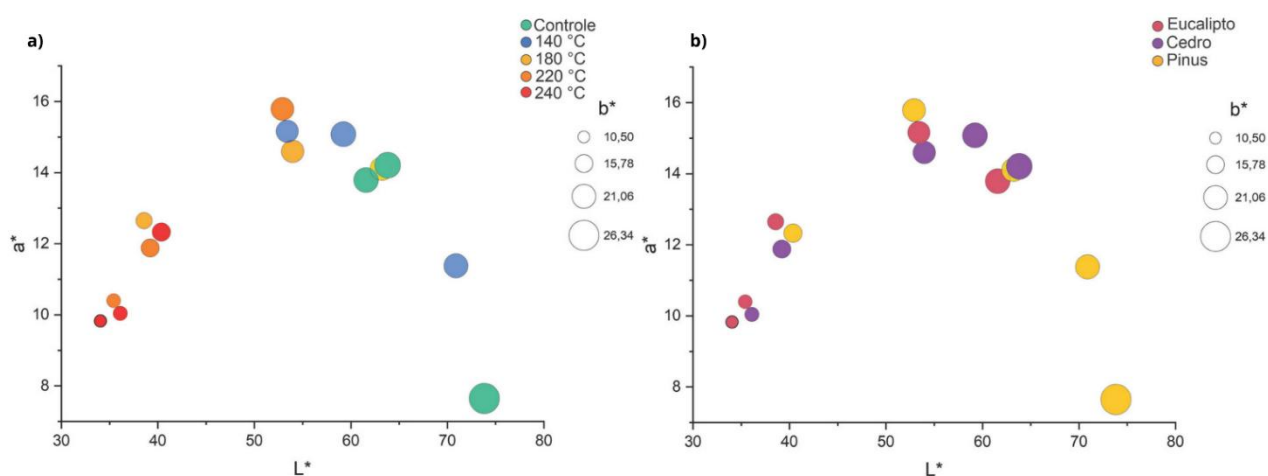 a)
Controle
140 °C
180 °C
220 °C
240 °C
b*
10,50
15,78
21,06
26,34
a*
16
14
12
10
8
30 40 50 60 70 80
L*
b)
Eucalipto
Cedro
Pinus
b*
10,50
15,78
21,06
26,34
a*
16
14
12
10
8
30 40 50 60 70 80
L*